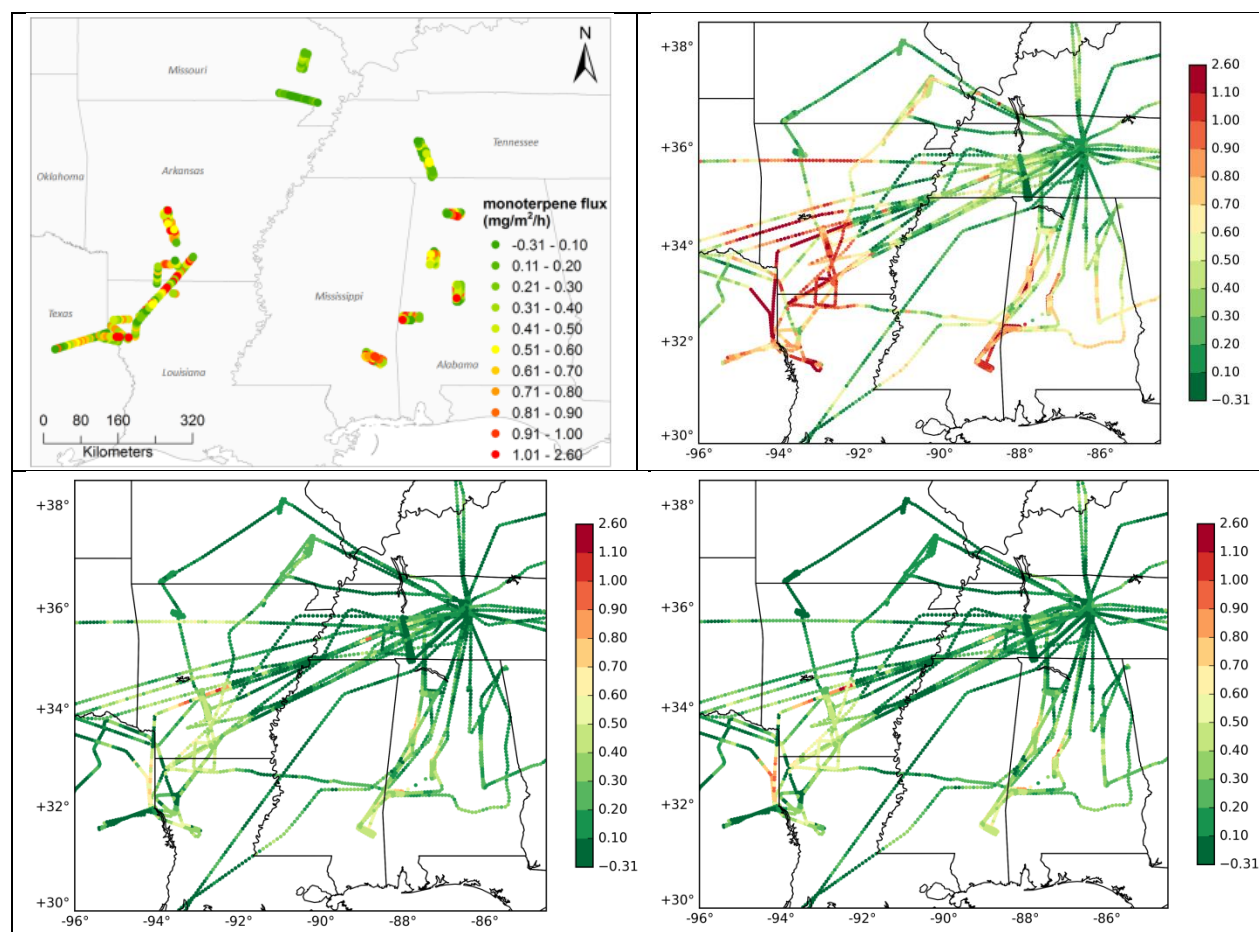 N
Missouri
Tennessee
Oklahoma
Arkansas
monoterpene flux
(mg/m²/h)
-0.31 - 0.10
0.11 - 0.20
0.21 - 0.30
0.31 - 0.40
0.41 - 0.50
0.51 - 0.60
0.61 - 0.70
0.71 - 0.80
0.81 - 0.90
0.91 - 1.00
1.01 - 2.60
Mississippi
Texas
Louisiana
Alabama
0 80 160 320
Kilometers
+38°
+36°
+34°
+32°
+30°
-96 -94 -92 -90 -88 -86
2.60
1.10
1.00
0.90
0.80
0.70
0.60
0.50
0.40
0.30
0.20
0.10
−0.31
+38°
+36°
+34°
+32°
+30°
-96 -94 -92 -90 -88 -86
2.60
1.10
1.00
0.90
0.80
0.70
0.60
0.50
0.40
0.30
0.20
0.10
−0.31
+38°
+36°
+34°
+32°
+30°
-96 -94 -92 -90 -88 -86
2.60
1.10
1.00
0.90
0.80
0.70
0.60
0.50
0.40
0.30
0.20
0.10
−0.31